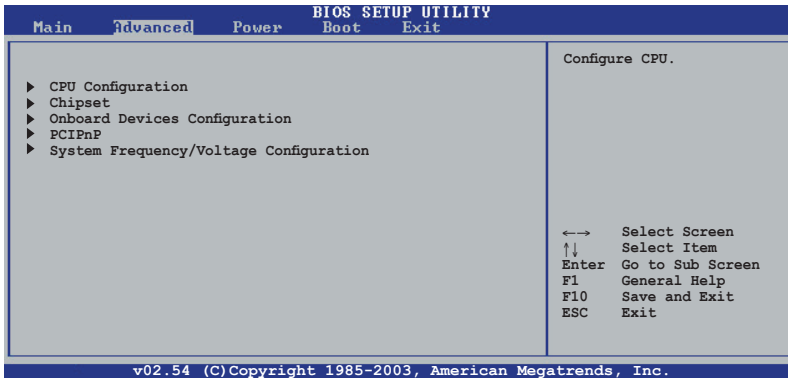 BIOS SETUP UTILITY
Main Advanced Power Boot Exit
CPU Configuration
Chipset
Onboard Devices Configuration
PCIPnP
System Frequency/Voltage Configuration
Configure CPU.
←→ Select Screen
↑↓ Select Item
Enter Go to Sub Screen
F1 General Help
F10 Save and Exit
ESC Exit
v02.54 (C)Copyright 1985-2003, American Megatrends, Inc.